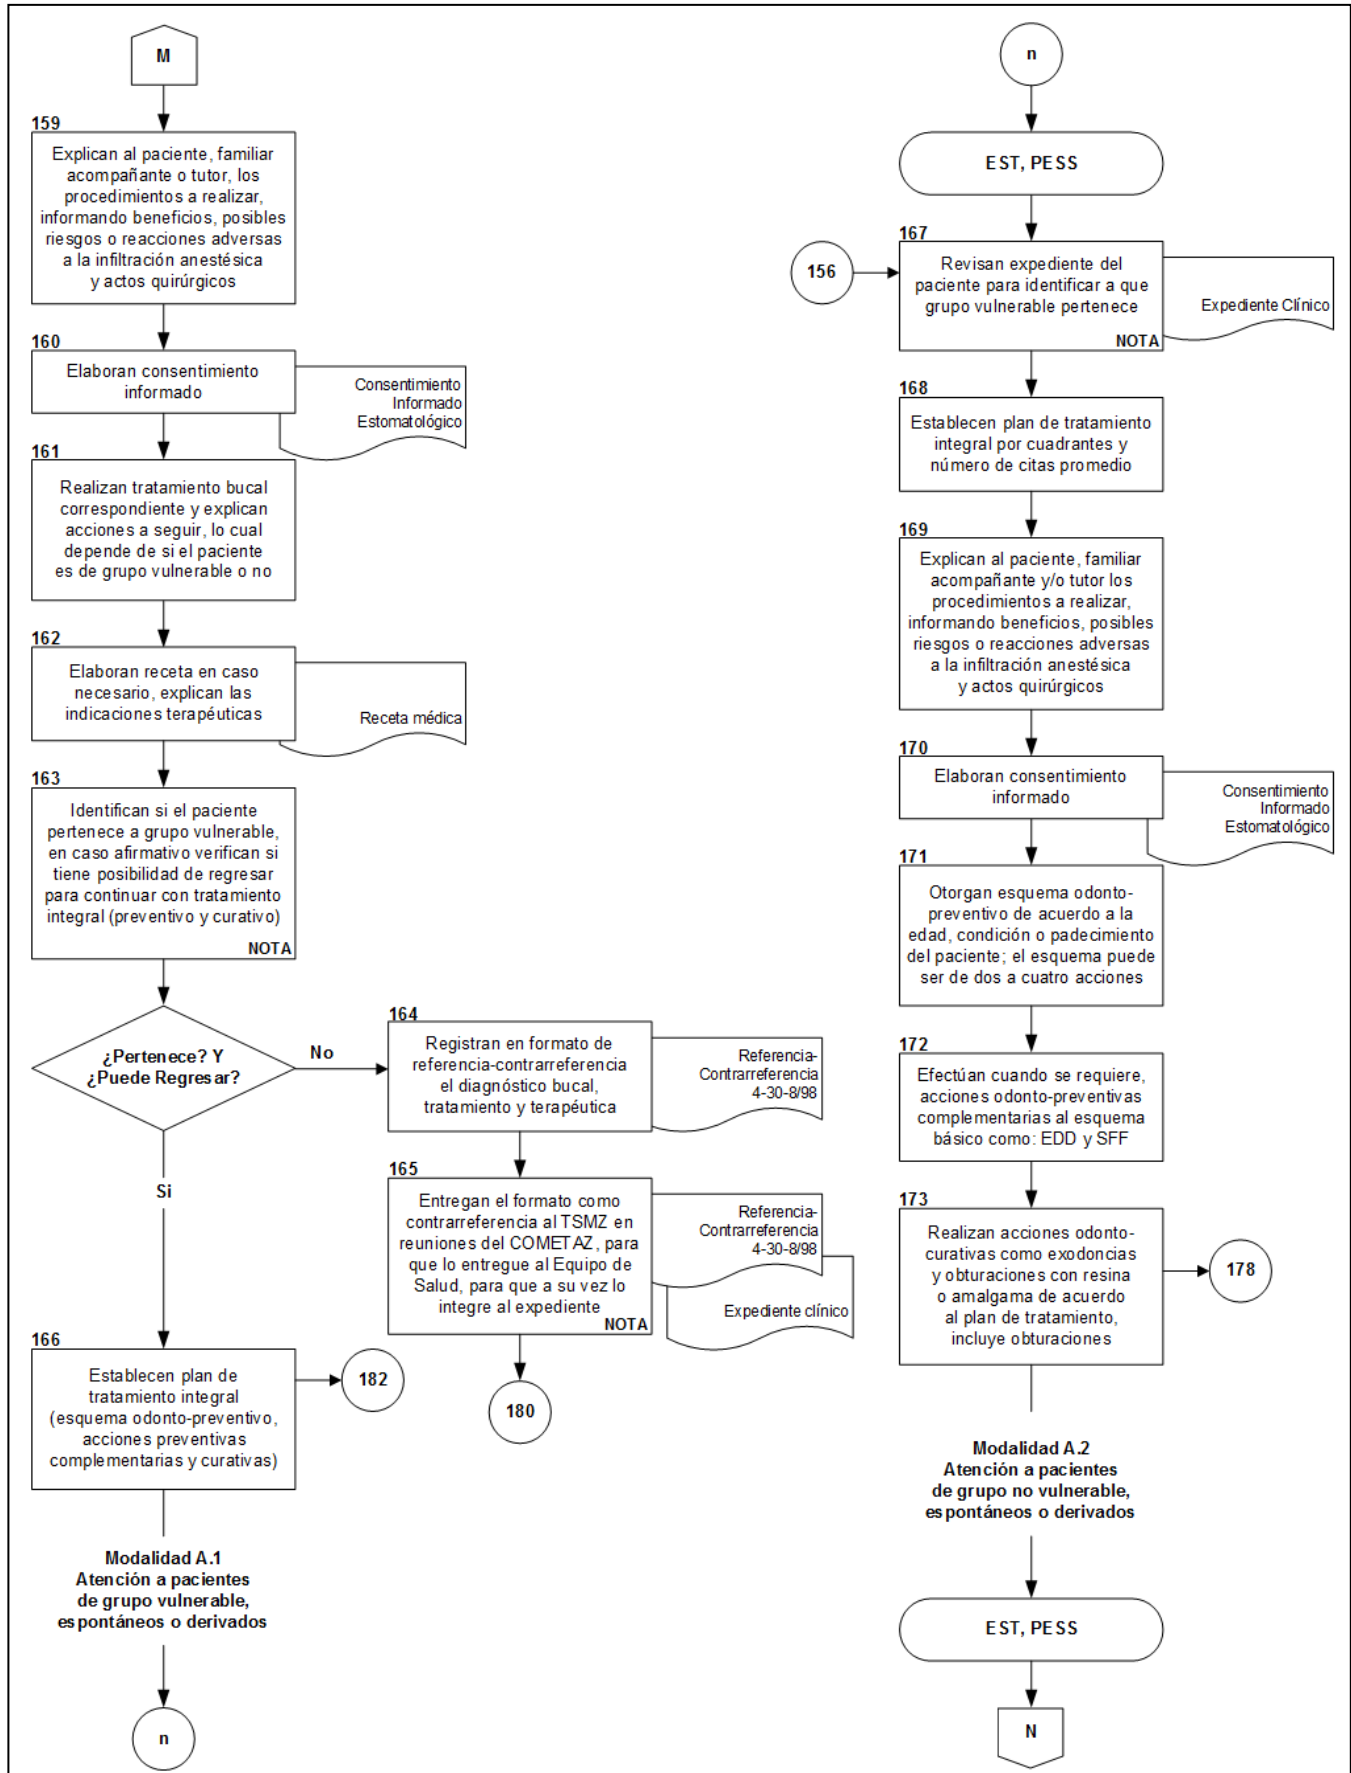 M
159
Explican al paciente, familiar
acompañante o tutor, los
procedimientos a realizar,
informando beneficios, posibles
riesgos o reacciones adversas
a la infiltración anestésica
y actos quirúrgicos
160
Elaboran consentimiento
informado
Consentimiento
Informado
Estomatológico
161
Realizan tratamiento bucal
correspondiente y explican
acciones a seguir, lo cual
depende de si el paciente
es de grupo vulnerable o no
162
Elaboran receta en caso
necesario, explican las
indicaciones terapéuticas
Receta médica
163
Identifican si el paciente
pertenece a grupo vulnerable,
en caso afirmativo verifican si
tiene posibilidad de regresar
para continuar con tratamiento
integral (preventivo y curativo)
NOTA
¿Pertenece? Y
¿Puede Regresar?
No
Si
164
Registran en formato de
referencia-contrarreferencia
el diagnóstico bucal,
tratamiento y terapéutica
Referencia-
Contrarreferencia
4-30-8/98
165
Entregan el formato como
contrarreferencia al TSMZ en
reuniones del COMETAZ, para
que lo entregue al Equipo de
Salud, para que a su vez lo
integre al expediente
NOTA
Referencia-
Contrarreferencia
4-30-8/98
Expediente clínico
180
166
Establecen plan de
tratamiento integral
(esquema odonto-preventivo,
acciones preventivas
complementarias y curativas)
182
Modalidad A.1
Atención a pacientes
de grupo vulnerable,
espontáneos o derivados
n
n
EST, PESS
156
167
Revisan expediente del
paciente para identificar a que
grupo vulnerable pertenece
NOTA
Expediente Clínico
168
Establecen plan de tratamiento
integral por cuadrantes y
número de citas promedio
169
Explican al paciente, familiar
acompañante y/o tutor los
procedimientos a realizar,
informando beneficios, posibles
riesgos o reacciones adversas
a la infiltración anestésica
y actos quirúrgicos
170
Elaboran consentimiento
informado
Consentimiento
Informado
Estomatológico
171
Otorgan esquema odonto-
preventivo de acuerdo a la
edad, condición o padecimiento
del paciente; el esquema puede
ser de dos a cuatro acciones
172
Efectúan cuando se requiere,
acciones odonto-preventivas
complementarias al esquema
básico como: EDD y SFF
173
Realizan acciones odonto-
curativas como exodoncias
y obturaciones con resina
o amalgama de acuerdo
al plan de tratamiento,
incluye obturaciones
178
Modalidad A.2
Atención a pacientes
de grupo no vulnerable,
espontáneos o derivados
EST, PESS
N